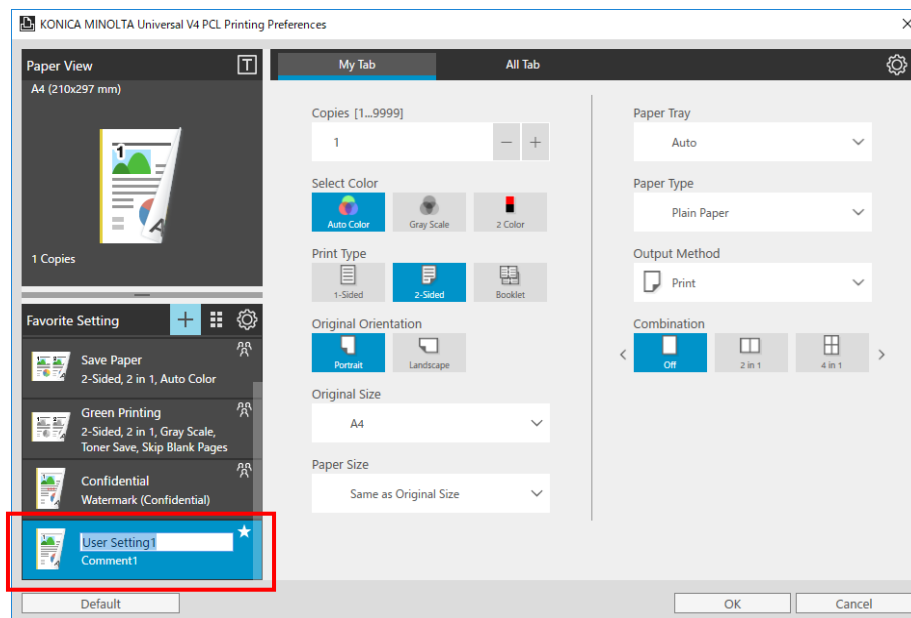 KONICA MINOLTA Universal V4 PCL Printing Preferences
Paper View
T
A4 (210x297 mm)
1
1 Copies
Favorite Setting
Save Paper
2-Sided, 2 in 1, Auto Color
Green Printing
2-Sided, 2 in 1, Gray Scale,
Toner Save, Skip Blank Pages
Confidential
Watermark (Confidential)
User Setting1
Comment1
Default
My Tab
All Tab
Copies [1...9999]
1
Select Color
Auto Color
Gray Scale
2 Color
Print Type
1-Sided
2-Sided
Booklet
Original Orientation
Portrait
Landscape
Original Size
A4
Paper Size
Same as Original Size
Paper Tray
Auto
Paper Type
Plain Paper
Output Method
Print
Combination
Off
2 in 1
4 in 1
OK
Cancel